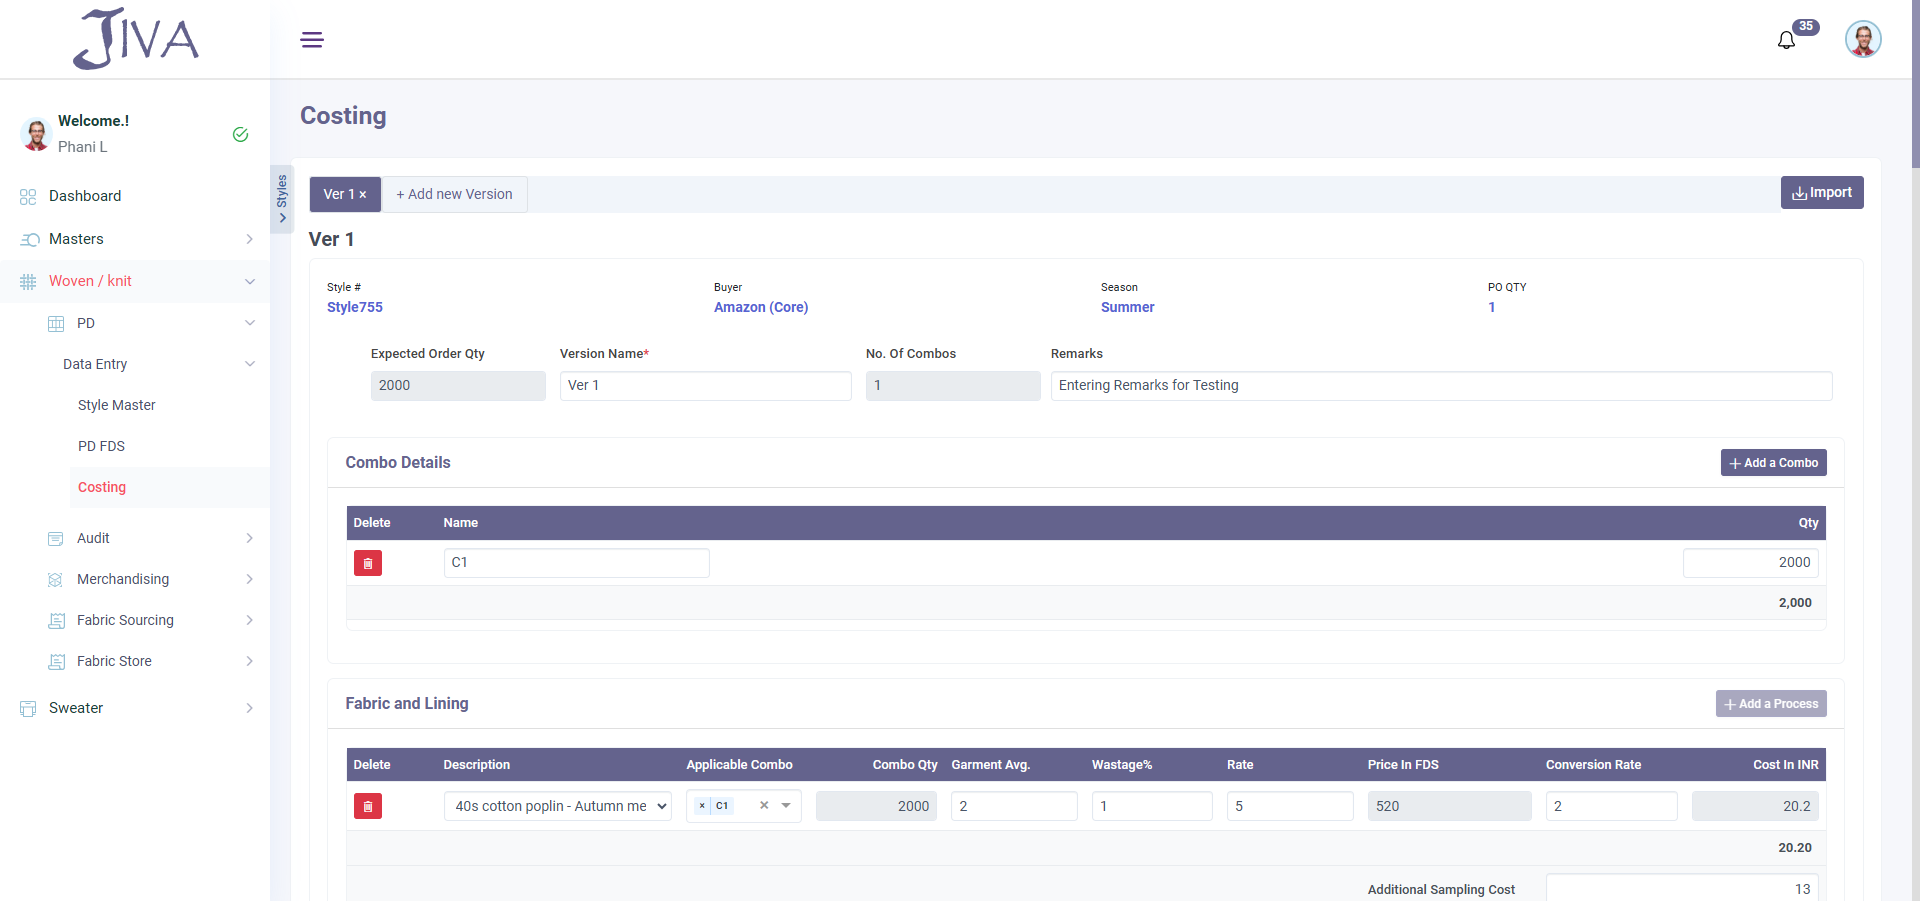 JIVA
35
Welcome.!
Phani L
Dashboard
Masters
Woven / knit
PD
Data Entry
Style Master
PD FDS
Costing
Audit
Merchandising
Fabric Sourcing
Fabric Store
Sweater
Styles
Costing
Ver 1 × + Add new Version Import
Ver 1
Style # Buyer Season PO QTY
Style755 Amazon (Core) Summer 1
Expected Order Qty Version Name* No. Of Combos Remarks
2000 Ver 1 1 Entering Remarks for Testing
Combo Details + Add a Combo
Delete Name Qty
C1 2000
2,000
Fabric and Lining + Add a Process
Delete Description Applicable Combo Combo Qty Garment Avg. Wastage% Rate Price In FDS Conversion Rate Cost In INR
40s cotton poplin - Autumn me × C1 × 2000 2 1 5 520 2 20.2
20.20
Additional Sampling Cost 13